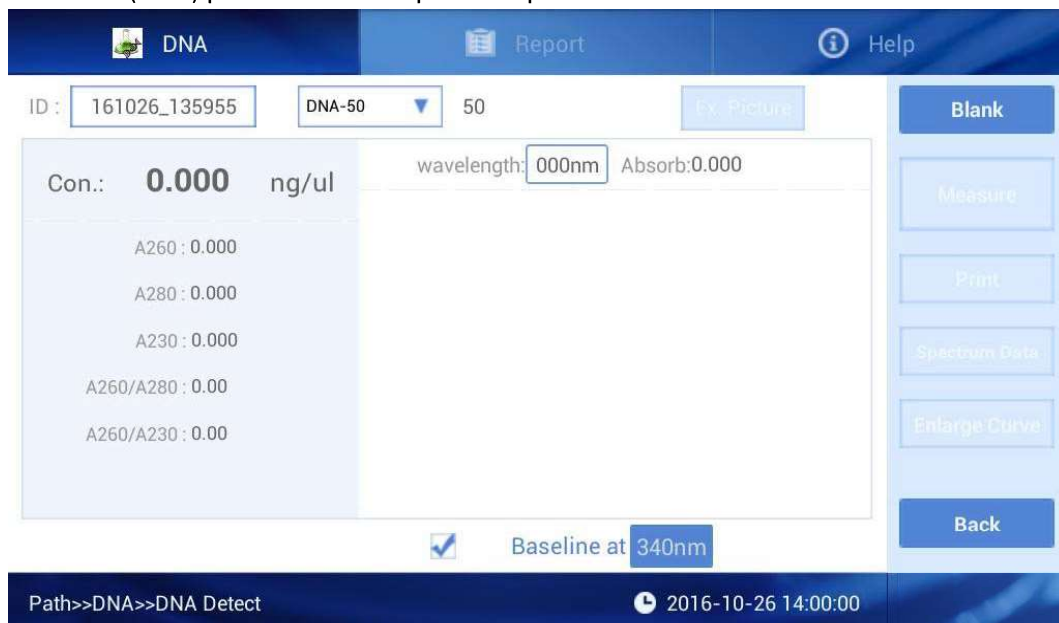 DNA
Report
Help
ID : 161026_135955 DNA-50 50 Ex. Picture
Blank
Con.: 0.000 ng/ul
wavelength: 000nm Absorb:0.000
Measure
A260 : 0.000
A280 : 0.000
Print
A230 : 0.000
Spectrum Data
A260/A280 : 0.00
A260/A230 : 0.00
Enlarge Curve
Baseline at 340nm
Back
Path>>DNA>>DNA Detect
2016-10-26 14:00:00